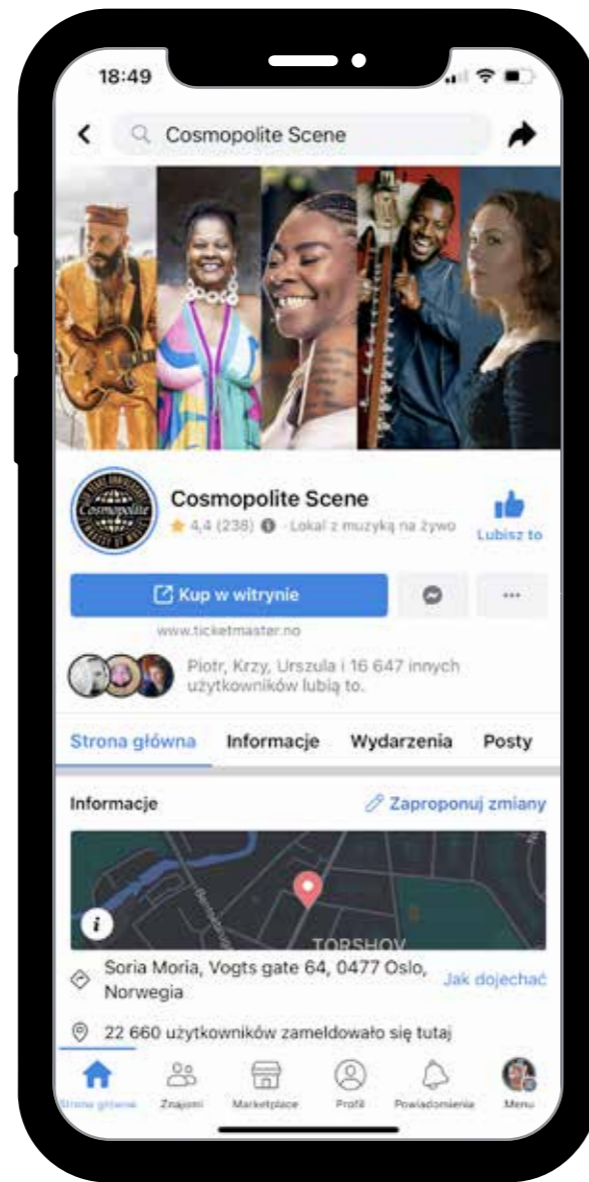 18:49
Cosmopolite Scene
Cosmopolite
Cosmopolite Scene
4,4 (238) · Lokal z muzyką na żywo
Lubisz to
Kup w witrynie
www.ticketmaster.no
Piotr, Krzy, Urszula i 16 647 innych
użytkowników lubią to.
Strona główna Informacje Wydarzenia Posty
Informacje
Zaproponuj zmiany
TORSHOV
Soria Moria, Vogts gate 64, 0477 Oslo,
Norwegia
Jak dojechać
22 660 użytkowników zameldowało się tutaj
Strona główna Znajomi Marketplace Profil Powiadomienia Menu